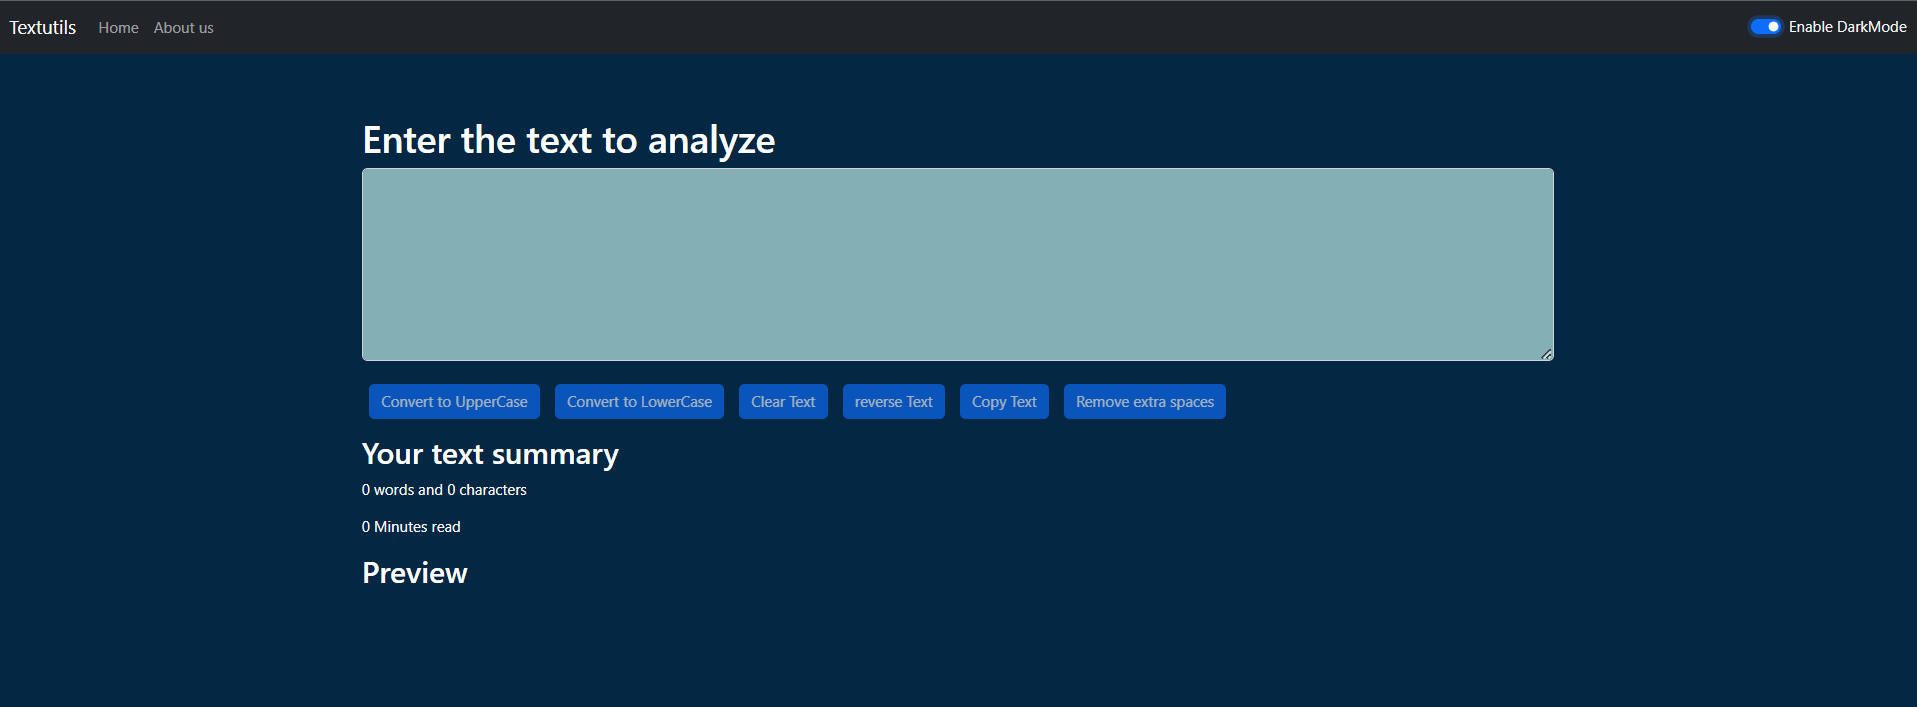 Textutils Home About us Enable DarkMode
Enter the text to analyze
Convert to UpperCase Convert to LowerCase Clear Text reverse Text Copy Text Remove extra spaces
Your text summary
0 words and 0 characters
0 Minutes read
Preview